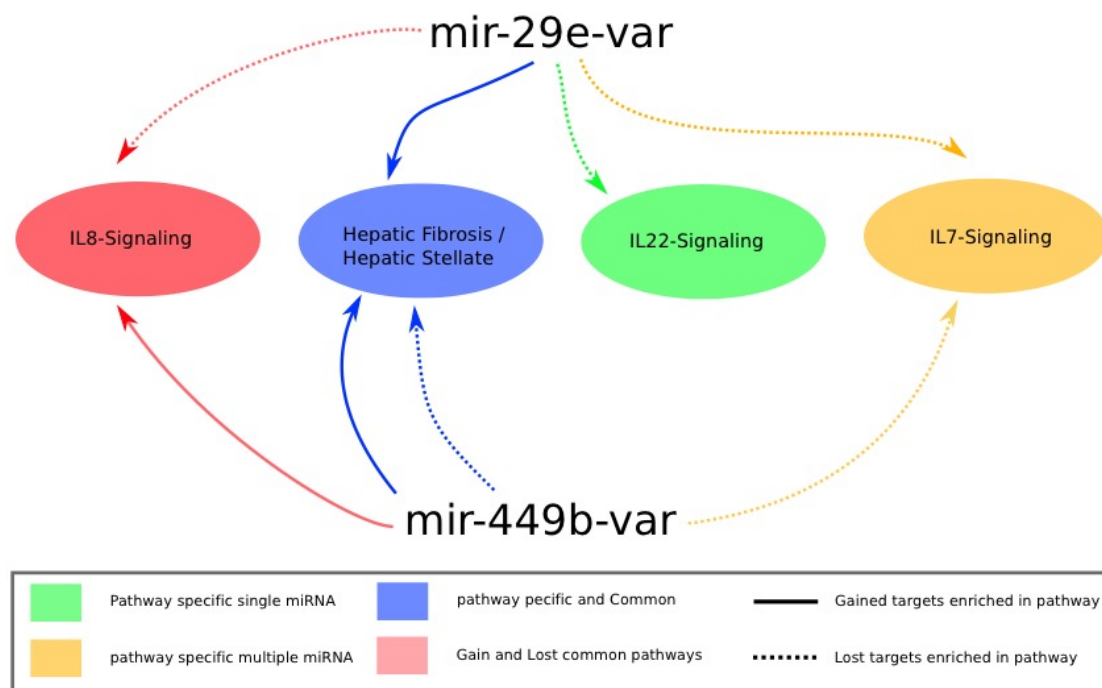 mir-29e-var
IL8-Signaling
Hepatic Fibrosis /
Hepatic Stellate
IL22-Signaling
IL7-Signaling
mir-449b-var
Pathway specific single miRNA
pathway pecific and Common
Gained targets enriched in pathway
pathway specific multiple miRNA
Gain and Lost common pathways
Lost targets enriched in pathway